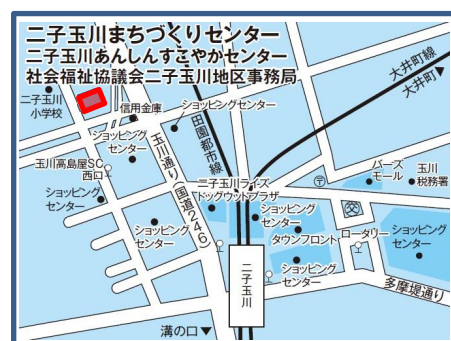 二子玉川まちづくりセンター
二子玉川あんしんすこやかセンター
社会福祉協議会二子玉川地区事務局
二子玉川
小学校
信用金庫
ショッピングセンター
ショッピング
センター
玉川高島屋SC
西口
ショッピング
センター
ショッピング
センター
玉川通り
国道246
田園都市線
大井町線
大井町▶
二子玉川ライズ
ドッグウッドプラザ
ショッピング
センター
タウンフロント
ショッピング
センター
二子玉川
バーズ
モール
玉川
税務署
〒
交
ロータリー
ショッピング
センター
多摩堤通り
溝の口▼